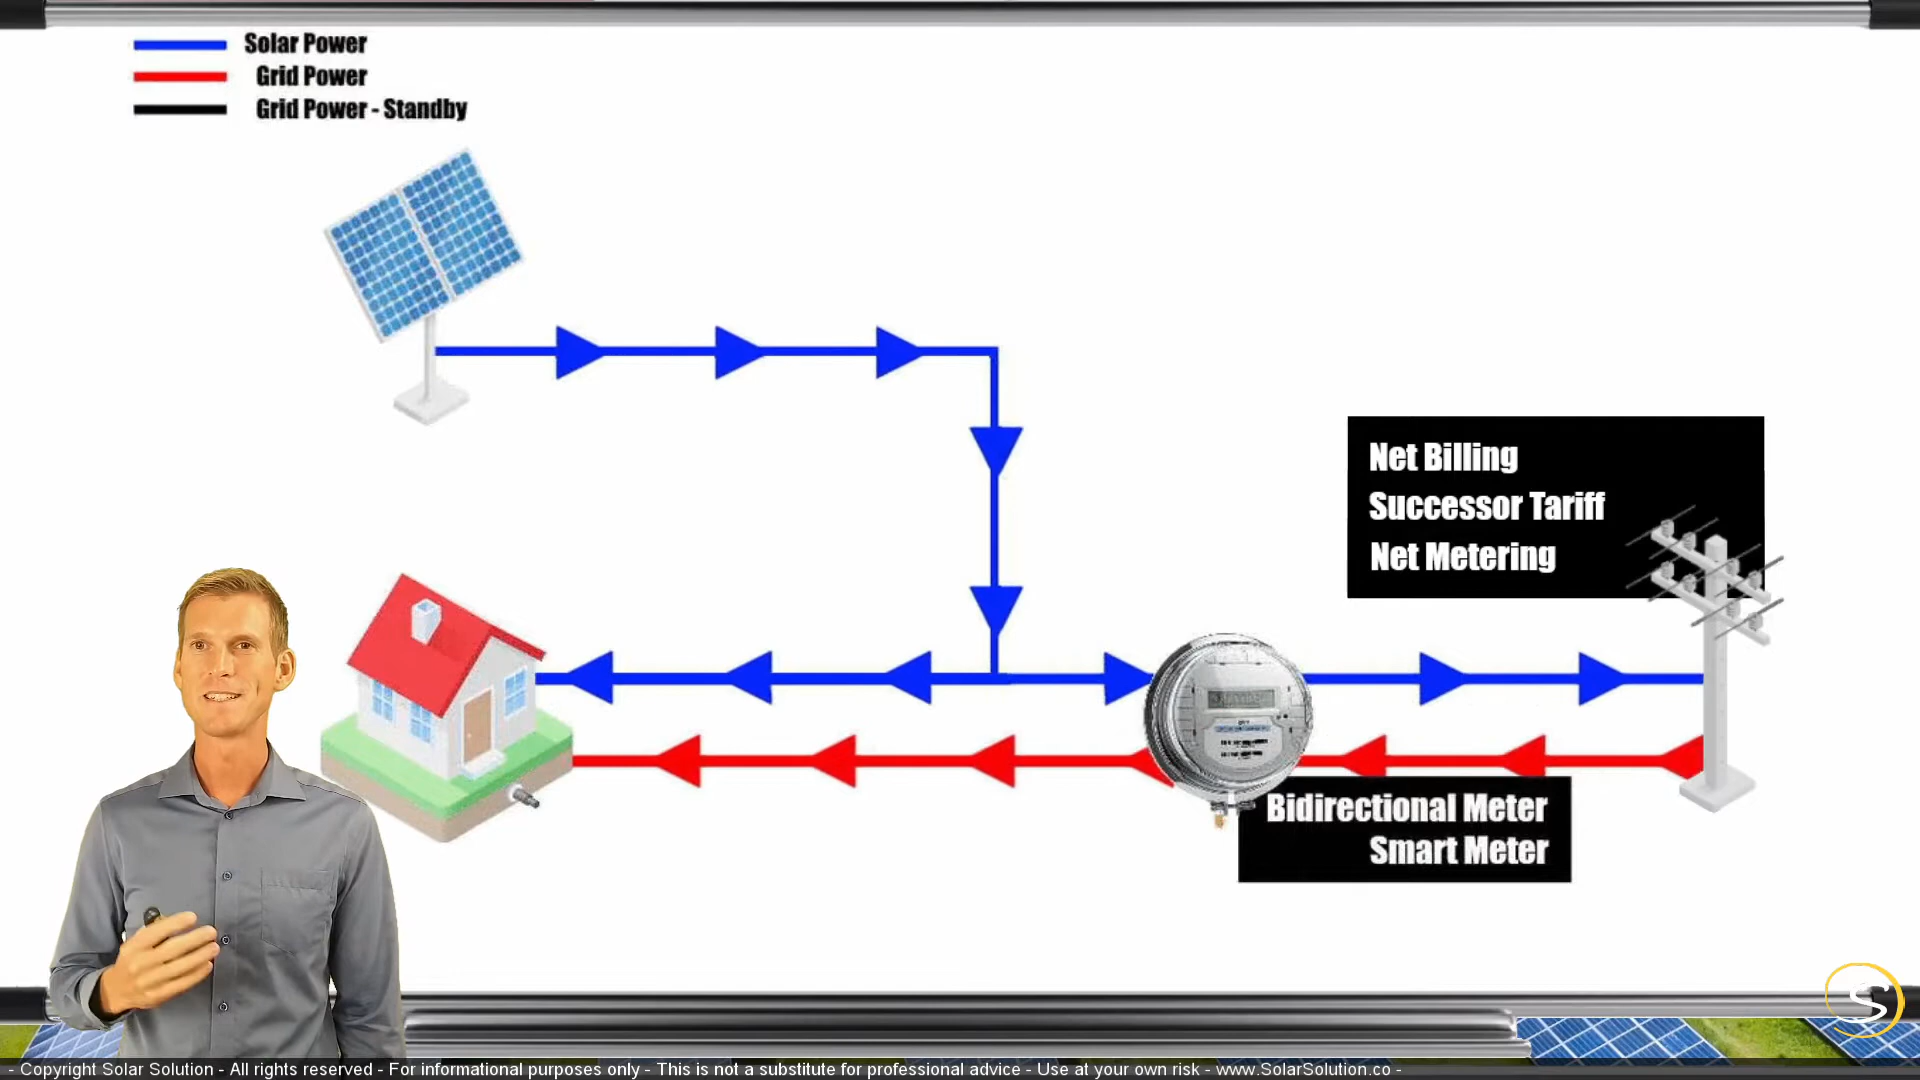 Solar Power
Grid Power
Grid Power - Standby
Net Billing
Successor Tariff
Net Metering
Bidirectional Meter
Smart Meter
S
- Copyright Solar Solution - All rights reserved - For informational purposes only - This is not a substitute for professional advice - Use at your own risk - www.SolarSolution.co -